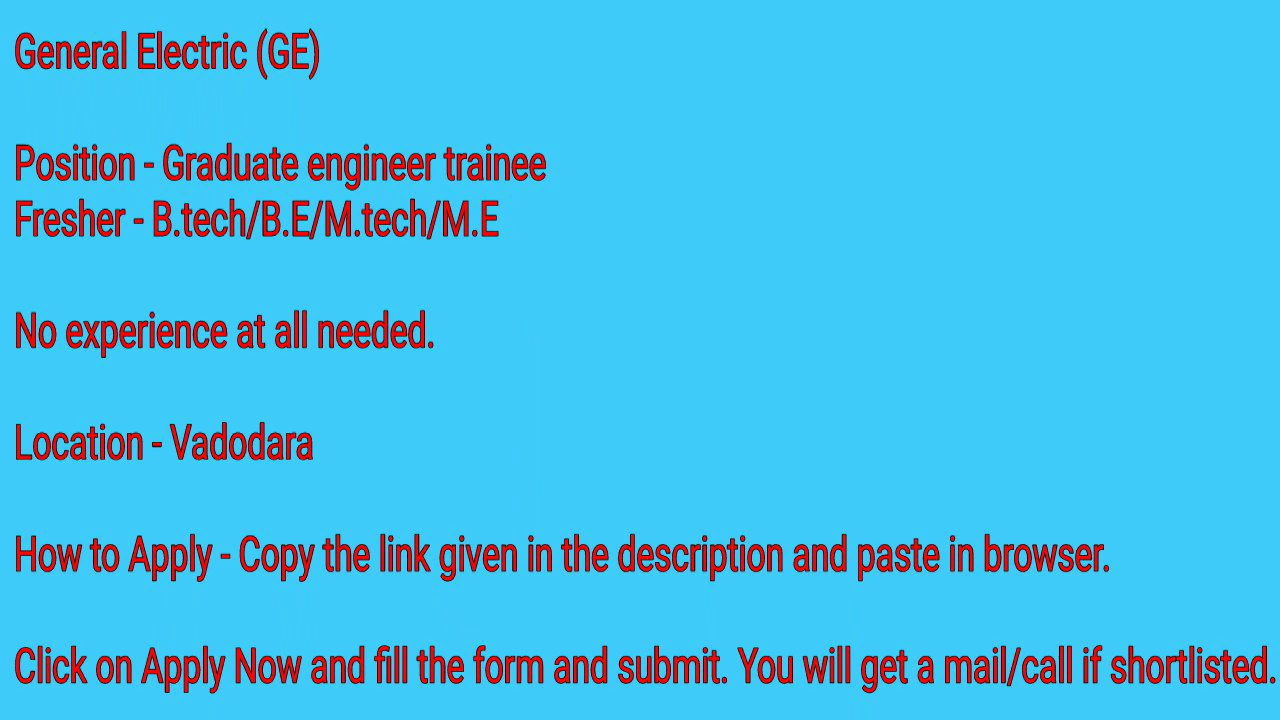 General Electric (GE)
Position - Graduate engineer trainee
Fresher - B.tech/B.E/M.tech/M.E
No experience at all needed.
Location - Vadodara
How to Apply - Copy the link given in the description and paste in browser.
Click on Apply Now and fill the form and submit. You will get a mail/call if shortlisted.